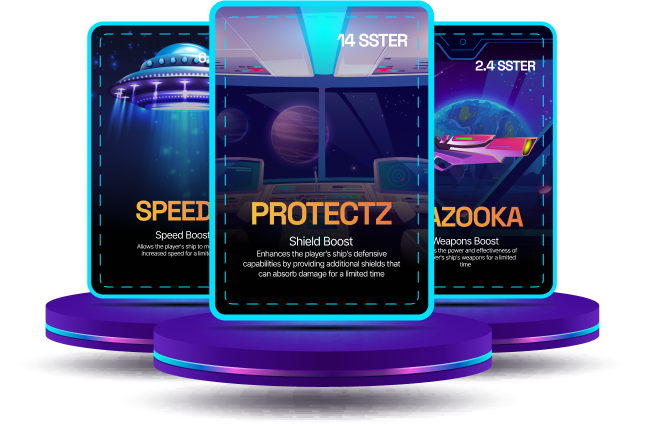 14 SSTER
PROTECTZ
Shield Boost
Enhances the player's ship's defensive
capabilities by providing additional shields that
can absorb damage for a limited time
SPEED
Speed Boost
Allows the player's ship to m
increased speed for a limit
2.4 SSTER
AZOOKA
Weapons Boost
s the power and effectiveness of
er's ship's weapons for a limited
time